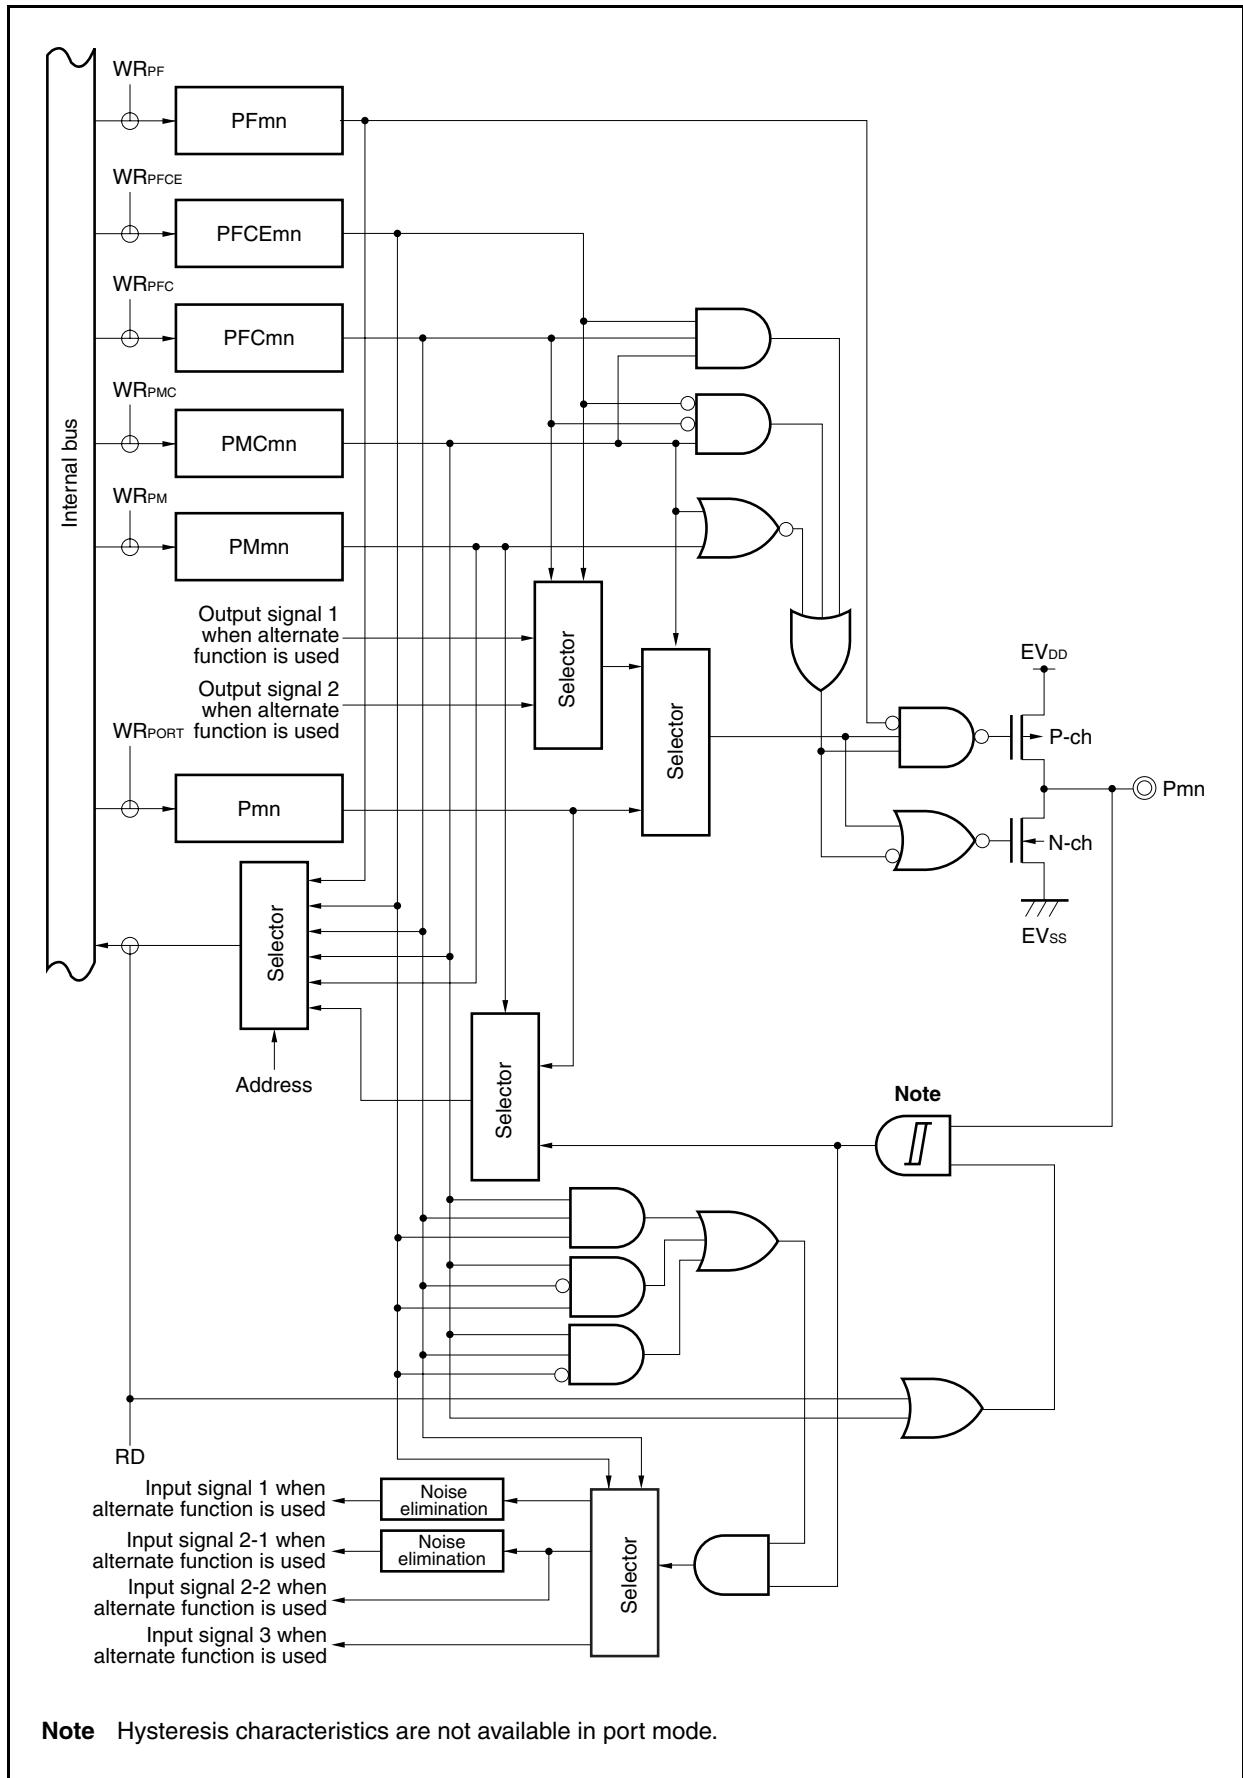 WRPF
PFmn
WRPFCE
PFCEmn
WRPFC
PFCmn
WRPMC
PMCmn
Internal bus
WRPM
PMmn
Output signal 1
when alternate
function is used
Selector
Output signal 2
when alternate
function is used
Selector
EVDD
P-ch
WRPORT
Pmn
Pmn
N-ch
EVSS
Selector
Address
Selector
Note
RD
Input signal 1 when
alternate function is used
Noise
elimination
Input signal 2-1 when
alternate function is used
Noise
elimination
Input signal 2-2 when
alternate function is used
Input signal 3 when
alternate function is used
Selector
Note Hysteresis characteristics are not available in port mode.